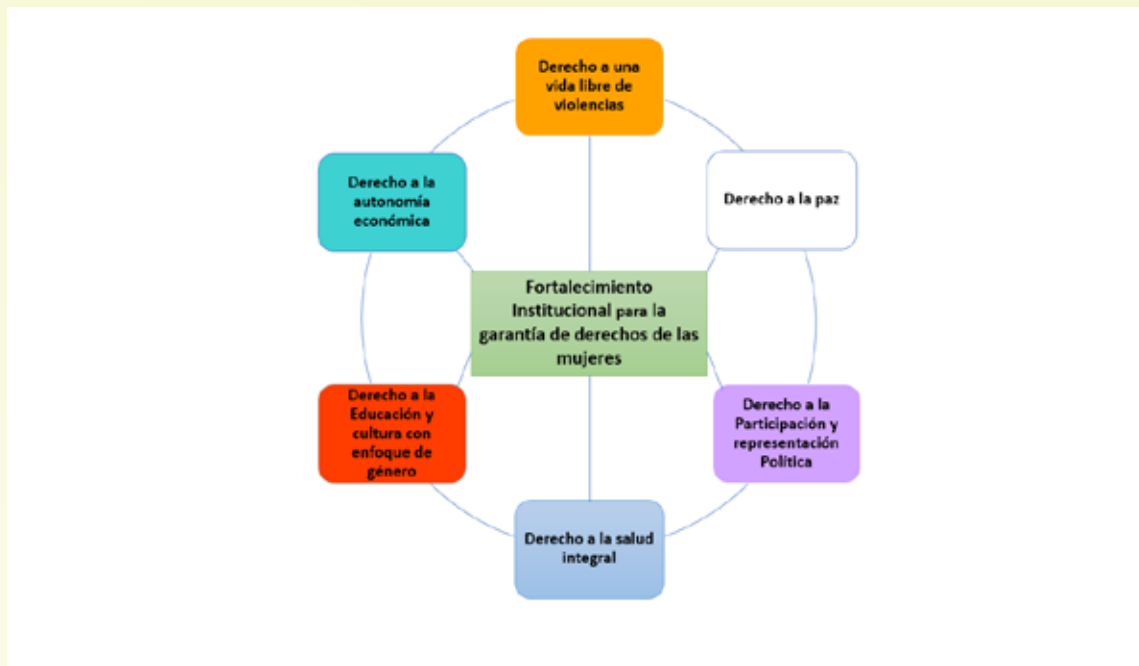 Derecho a una
vida libre de
violencias
Derecho a la
autonomía
económica
Derecho a la paz
Fortalecimiento
Institucional para la
garantía de derechos de las
mujeres
Derecho a la
Educación y
cultura con
enfoque de
género
Derecho a la
Participación y
representación
Política
Derecho a la salud
integral